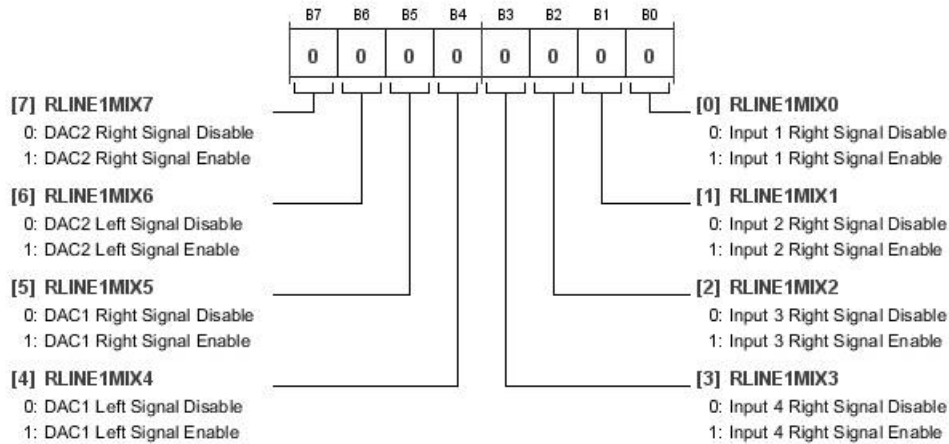 B7 B6 B5 B4 B3 B2 B1 B0
0 0 0 0 0 0 0 0
[7] RLINE1MIX7
0: DAC2 Right Signal Disable
1: DAC2 Right Signal Enable
[6] RLINE1MIX6
0: DAC2 Left Signal Disable
1: DAC2 Left Signal Enable
[5] RLINE1MIX5
0: DAC1 Right Signal Disable
1: DAC1 Right Signal Enable
[4] RLINE1MIX4
0: DAC1 Left Signal Disable
1: DAC1 Left Signal Enable
[0] RLINE1MIX0
0: Input 1 Right Signal Disable
1: Input 1 Right Signal Enable
[1] RLINE1MIX1
0: Input 2 Right Signal Disable
1: Input 2 Right Signal Enable
[2] RLINE1MIX2
0: Input 3 Right Signal Disable
1: Input 3 Right Signal Enable
[3] RLINE1MIX3
0: Input 4 Right Signal Disable
1: Input 4 Right Signal Enable